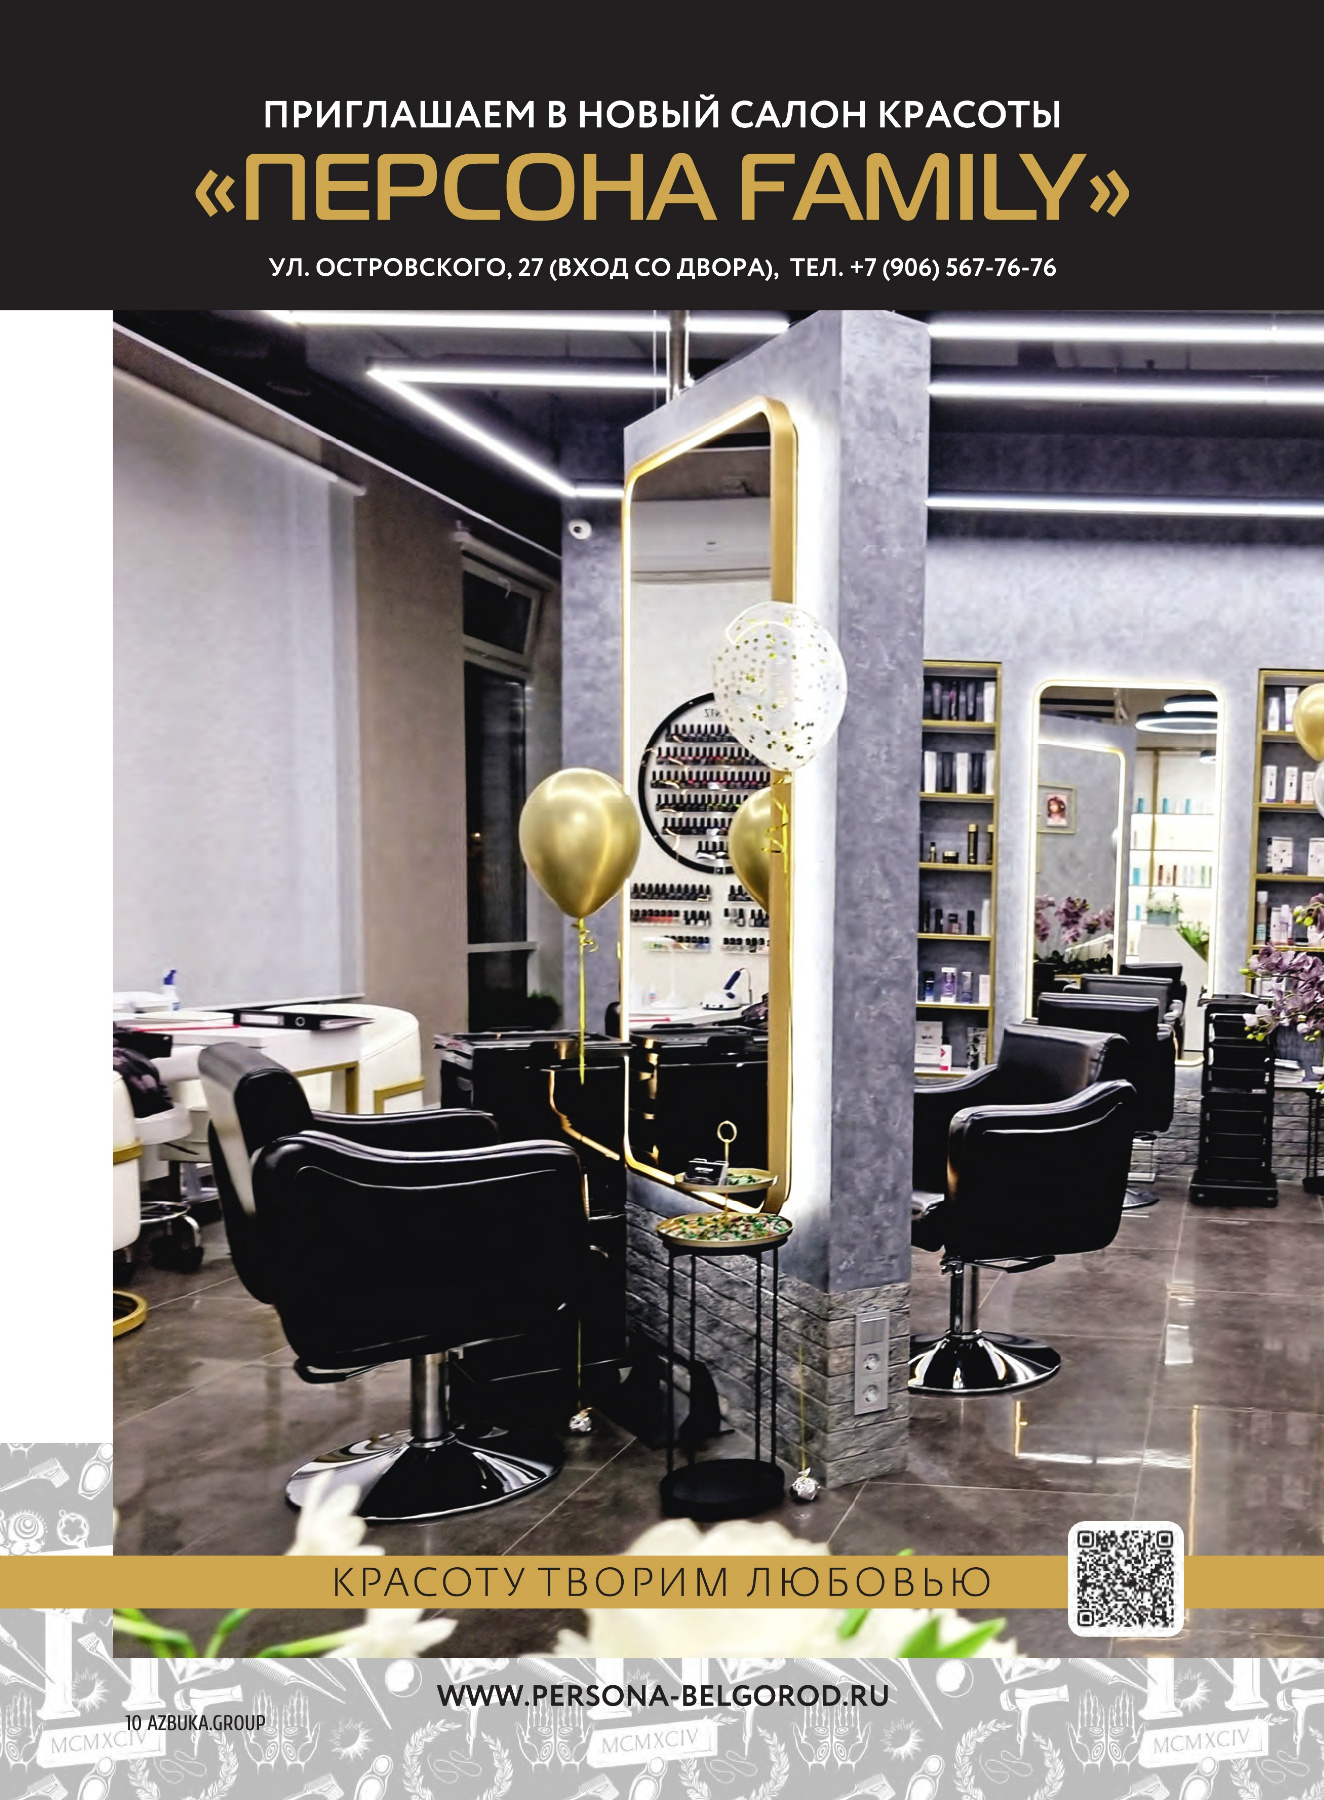 ПРИГЛАШАЕМ В НОВЫЙ САЛОН КРАСОТЫ
«ПЕРСОНА FAMILY»
УЛ. ОСТРОВСКОГО, 27 (ВХОД СО ДВОРА), ТЕЛ. +7 (906) 567-76-76
КРАСОТУ ТВОРИМ ЛЮБОВЬЮ
WWW.PERSONA-BELGOROD.RU
10 AZBUKA.GROUP
MCMXCIV
MCMXCIV
MCMXCIV